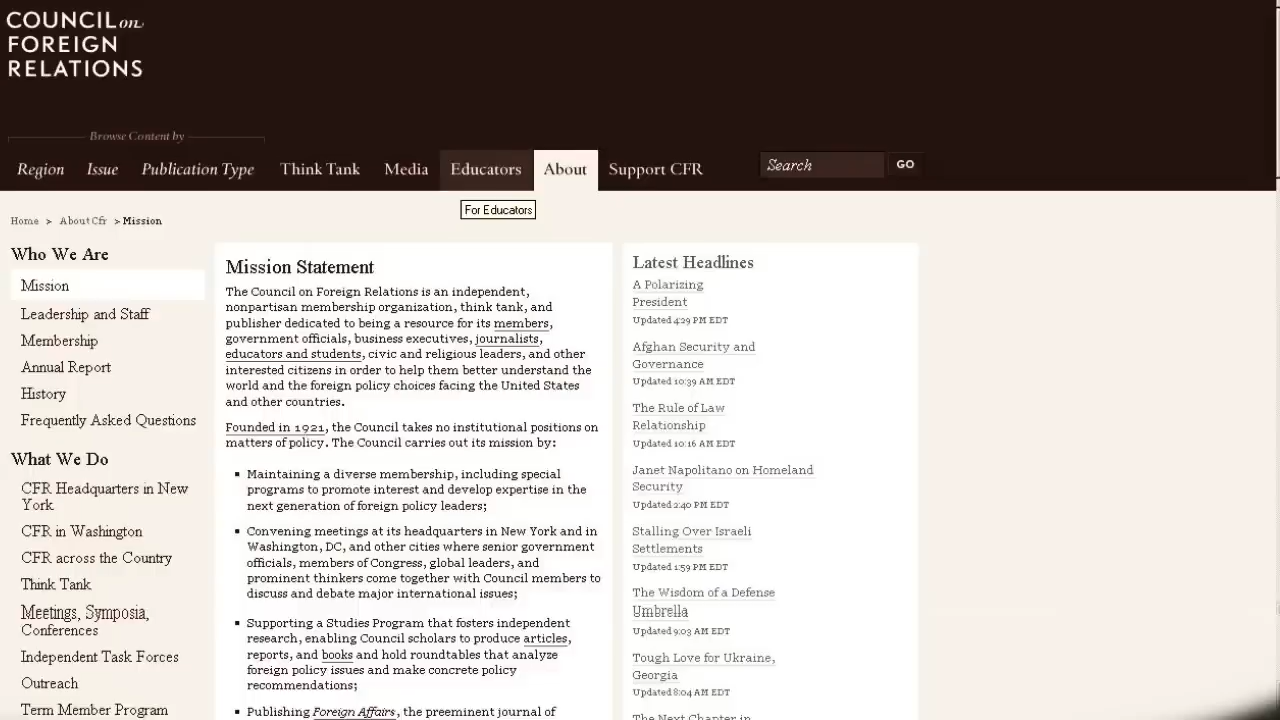 COUNCIL on
FOREIGN
RELATIONS
Browse Content by
Region Issue Publication Type Think Tank Media Educators About Support CFR Search GO
For Educators
Home > About Cfr > Mission
Who We Are
Mission
Leadership and Staff
Membership
Annual Report
History
Frequently Asked Questions
What We Do
CFR Headquarters in New
York
CFR in Washington
CFR across the Country
Think Tank
Meetings, Symposia,
Conferences
Independent Task Forces
Outreach
Term Member Program
Mission Statement
The Council on Foreign Relations is an independent,
nonpartisan membership organization, think tank, and
publisher dedicated to being a resource for its members,
government officials, business executives, journalists,
educators and students, civic and religious leaders, and other
interested citizens in order to help them better understand the
world and the foreign policy choices facing the United States
and other countries.
Founded in 1921, the Council takes no institutional positions on
matters of policy. The Council carries out its mission by:
Maintaining a diverse membership, including special
programs to promote interest and develop expertise in the
next generation of foreign policy leaders;
Convening meetings at its headquarters in New York and in
Washington, DC, and other cities where senior government
officials, members of Congress, global leaders, and
prominent thinkers come together with Council members to
discuss and debate major international issues;
Supporting a Studies Program that fosters independent
research, enabling Council scholars to produce articles,
reports, and books and hold roundtables that analyze
foreign policy issues and make concrete policy
recommendations;
Publishing Foreign Affairs, the preeminent journal of
Latest Headlines
A Polarizing
President
Updated 4:29 PM EDT
Afghan Security and
Governance
Updated 10:39 AM EDT
The Rule of Law
Relationship
Updated 10:16 AM EDT
Janet Napolitano on Homeland
Security
Updated 2:40 PM EDT
Stalling Over Israeli
Settlements
Updated 1:59 PM EDT
The Wisdom of a Defense
Umbrella
Updated 9:03 AM EDT
Tough Love for Ukraine,
Georgia
Updated 8:04 AM EDT
The Next Chapter in